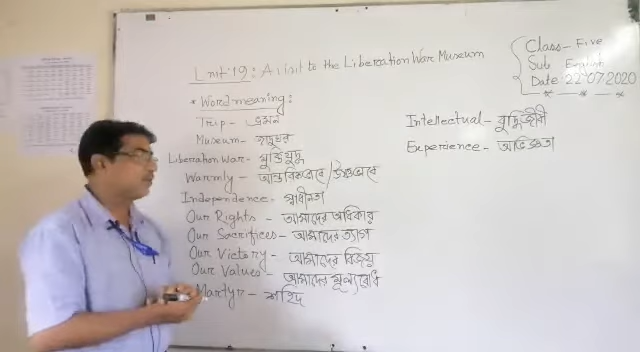 Unit-19: A visit to the Liberation War Museum
Class- Five
Sub English
Date: 22-07-2020
* Word meaning:
Trip- ভ্রমন
Museum- যাদুঘর
Liberation War- মুক্তিযুদ্ধ
Warmly- আন্তরিকভাবে/উষ্ণভাবে
Independence- স্বাধীনতা
Our Rights- আমাদের অধিকার
Our Sacrifices- আমাদের ত্যাগ
Our Victory- আমাদের বিজয়
Our Values- আমাদের মূল্যবোধ
Martyr- শহিদ
Intellectual- বুদ্ধিজীবী
Experience- অভিজ্ঞতা